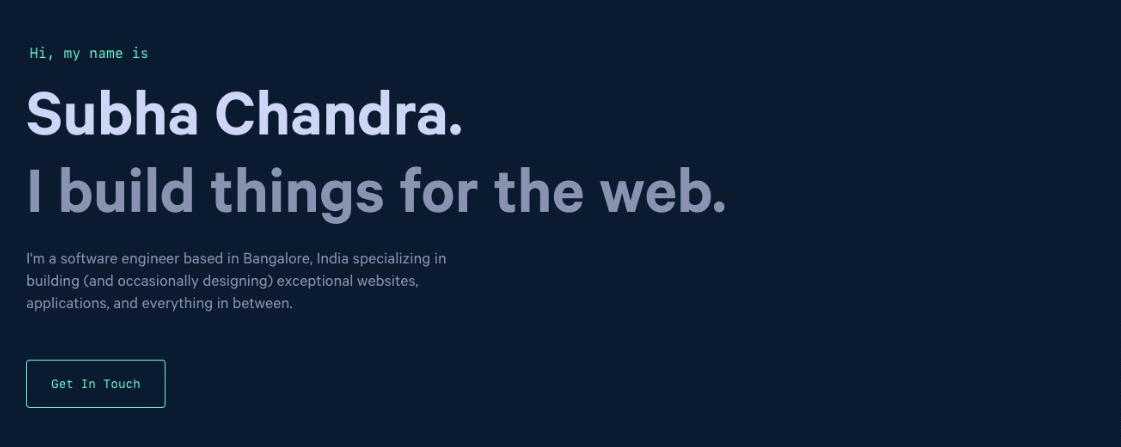 Hi, my name is
Subha Chandra.
I build things for the web.
I'm a software engineer based in Bangalore, India specializing in
building (and occasionally designing) exceptional websites,
applications, and everything in between.
Get In Touch